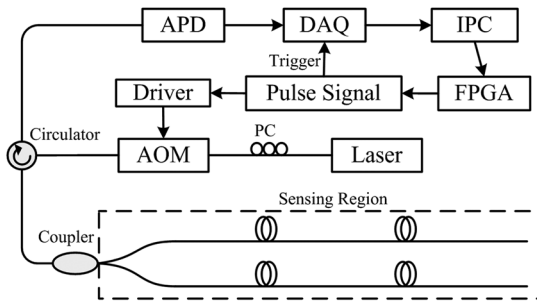 APD
DAQ
IPC
Trigger
Driver
Pulse Signal
FPGA
Circulator
PC
AOM
Laser
Sensing Region
Coupler